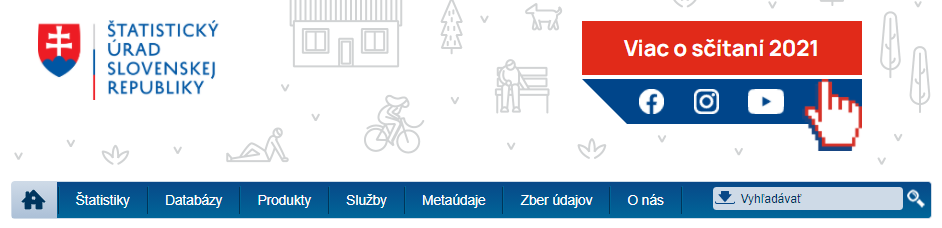 ŠTATISTICKÝ
ÚRAD
SLOVENSKEJ
REPUBLIKY
Viac o sčítaní 2021
Štatistiky
Databázy
Produkty
Služby
Metaúdaje
Zber údajov
O nás
Vyhľadávať